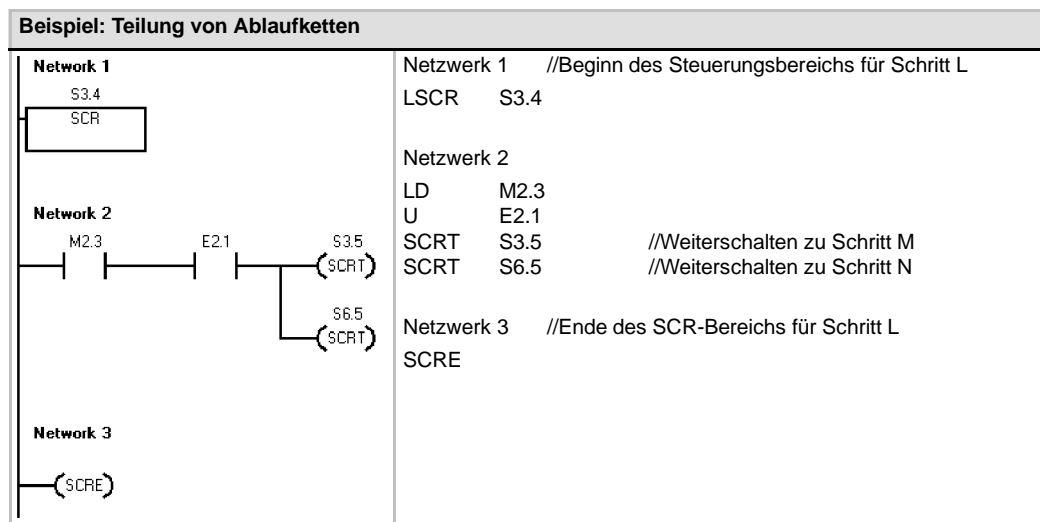 Beispiel: Teilung von Ablaufketten
Network 1
S3.4
SCR
Network 2
M2.3 E2.1 S3.5
SCRT
S6.5
SCRT
Network 3
SCRE
Netzwerk 1 //Beginn des Steuerungsbereichs für Schritt L
LSCR S3.4
Netzwerk 2
LD M2.3
U E2.1
SCRT S3.5 //Weiterschalten zu Schritt M
SCRT S6.5 //Weiterschalten zu Schritt N
Netzwerk 3 //Ende des SCR-Bereichs für Schritt L
SCRE